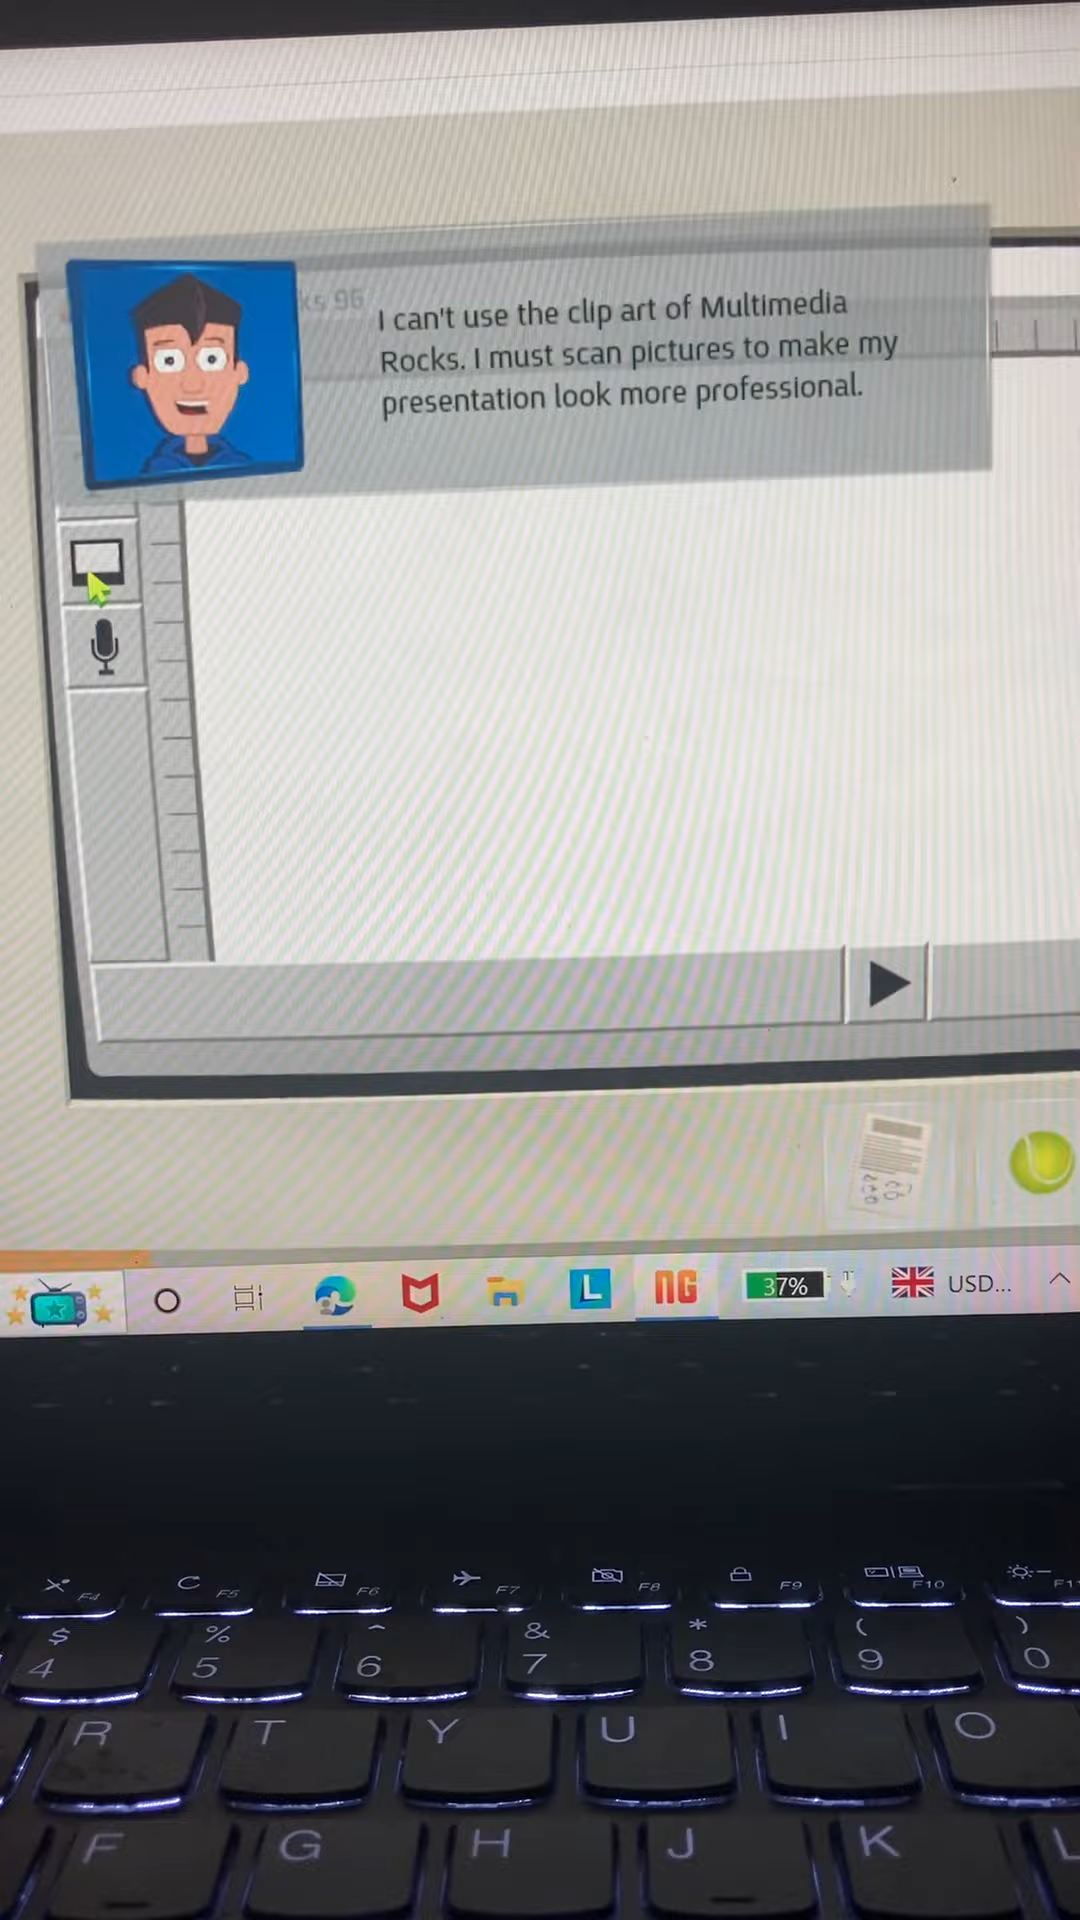 ks 96
I can't use the clip art of Multimedia
Rocks. I must scan pictures to make my
presentation look more professional.
L
NG
37%
USD...
F4
F5
F6
F7
F8
F9
F10
F11
$
%
^
&
*
(
)
4
5
6
7
8
9
0
R
T
Y
U
I
O
F
G
H
J
K
L